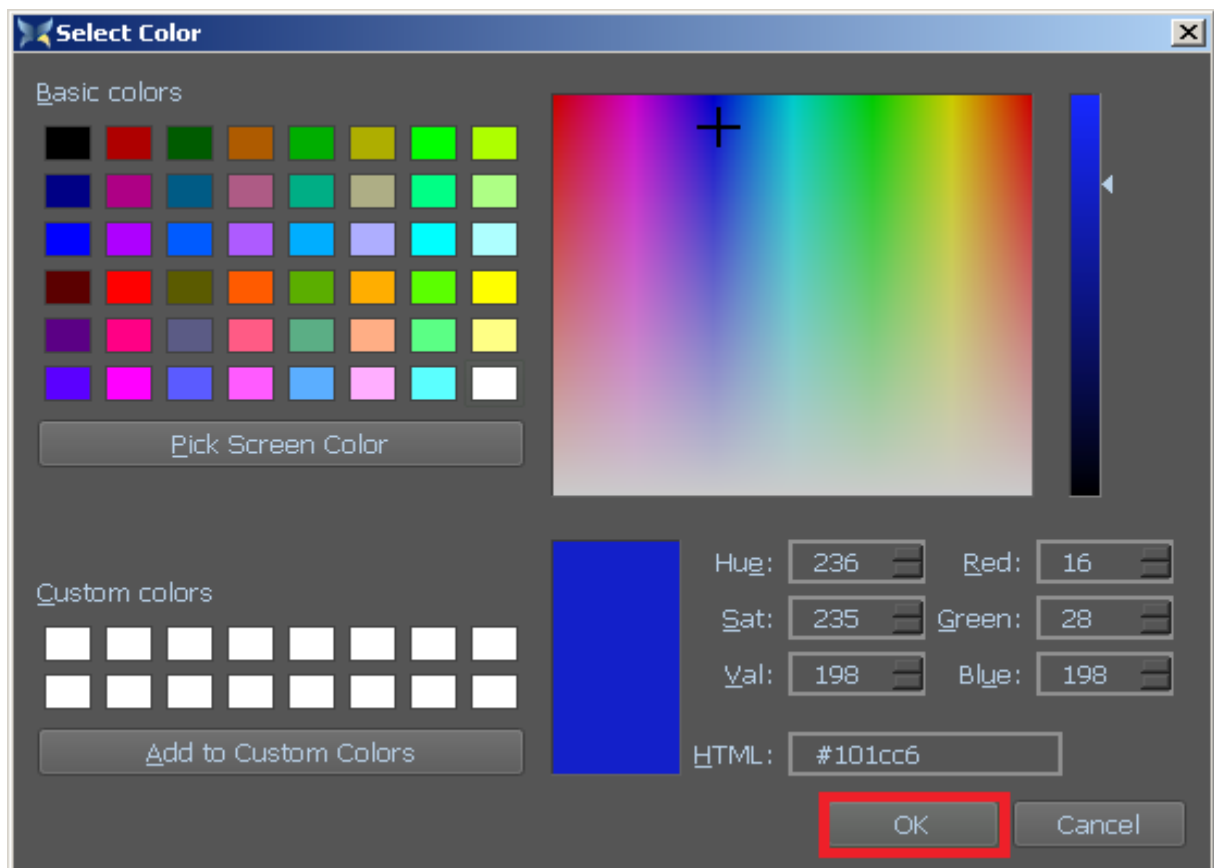 Select Color
Basic colors
Pick Screen Color
Custom colors
Add to Custom Colors
Hue: 236 Red: 16
Sat: 235 Green: 28
Val: 198 Blue: 198
HTML: #101cc6
OK Cancel